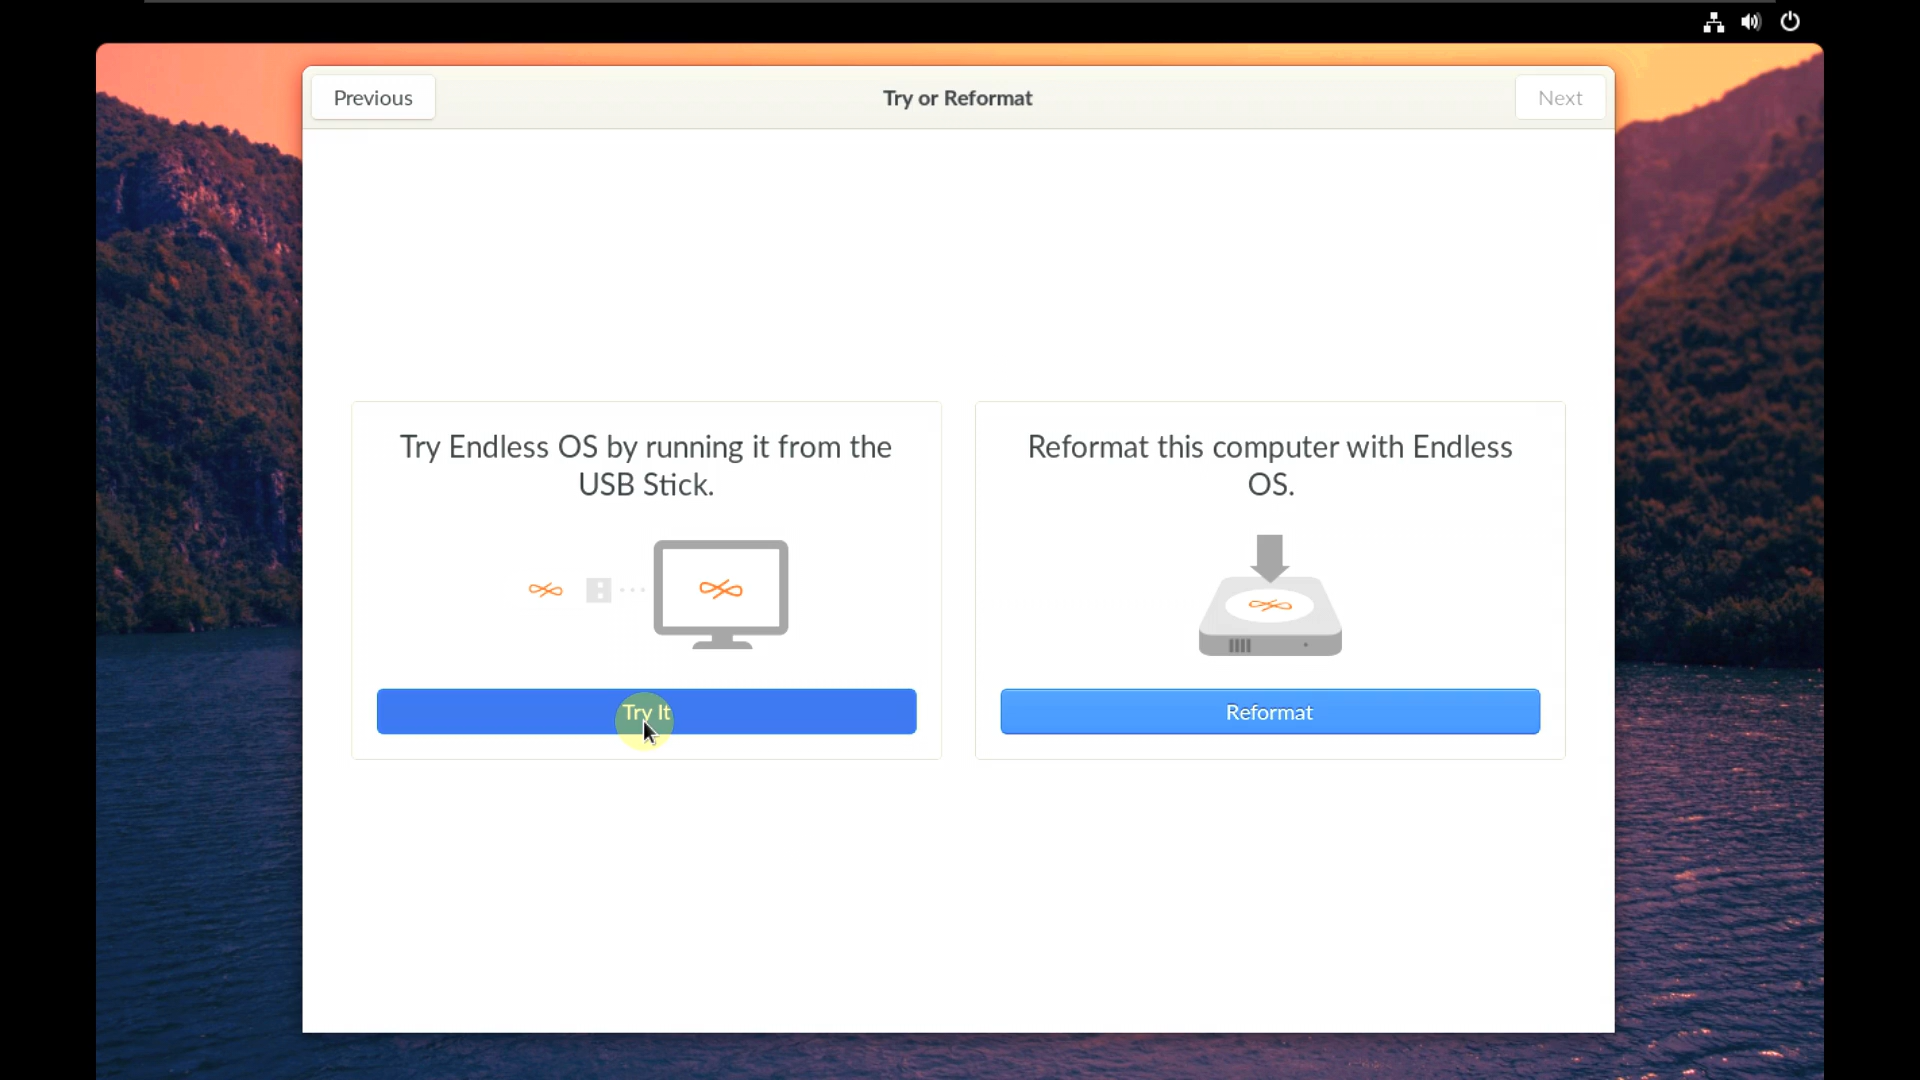 Previous
Try or Reformat
Next
Try Endless OS by running it from the
USB Stick.
Try It
Reformat this computer with Endless
OS.
Reformat